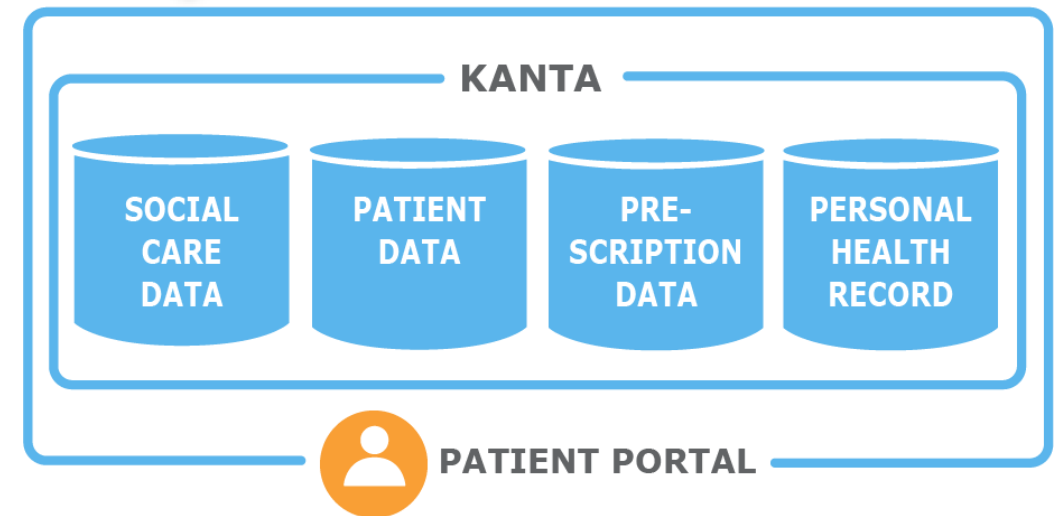 KANTA
SOCIAL
CARE
DATA
PATIENT
DATA
PRE-
SCRIPTION
DATA
PERSONAL
HEALTH
RECORD
PATIENT PORTAL